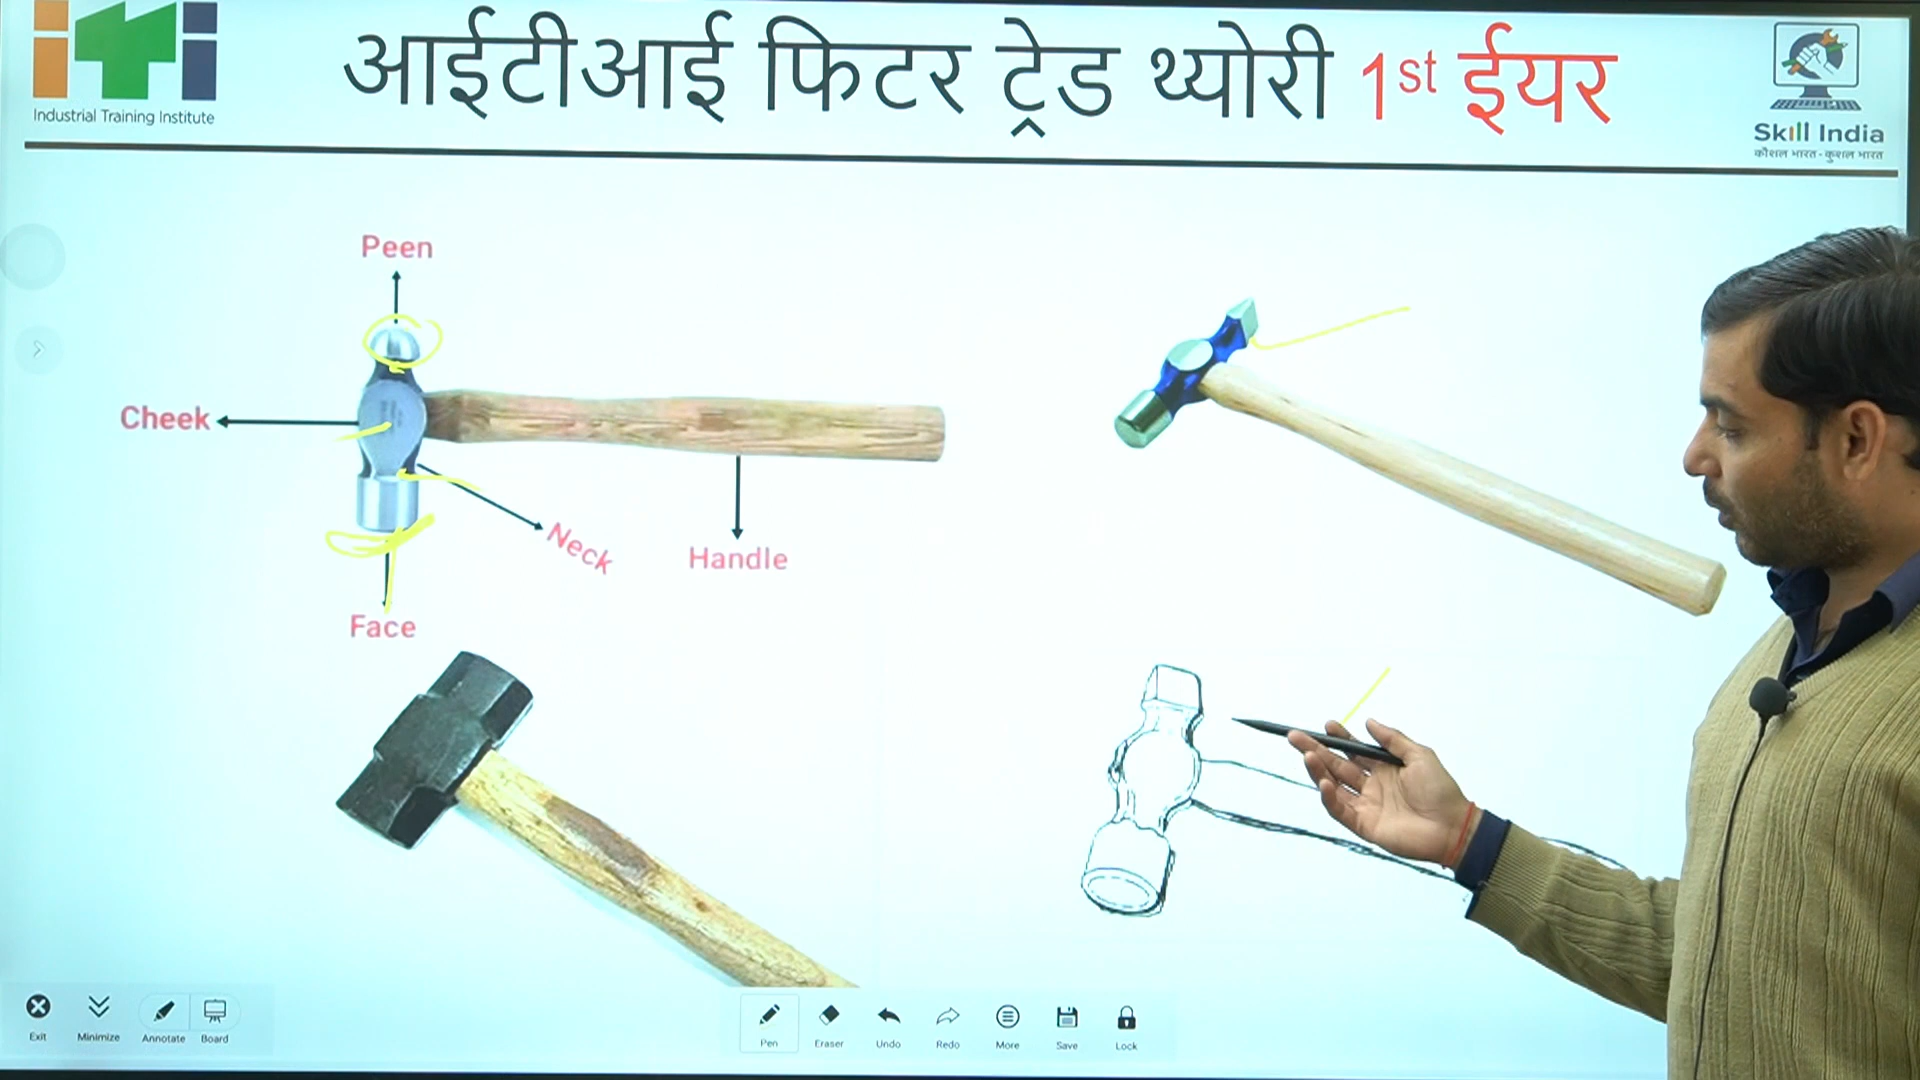 Industrial Training Institute
आईटीआई फिटर ट्रेड थ्योरी 1st ईयर
Skill India
कौशल भारत - कुशल भारत
Peen
Cheek
Neck
Handle
Face
Exit
Minimize
Annotate
Board
Pen
Eraser
Undo
Redo
More
Save
Lock